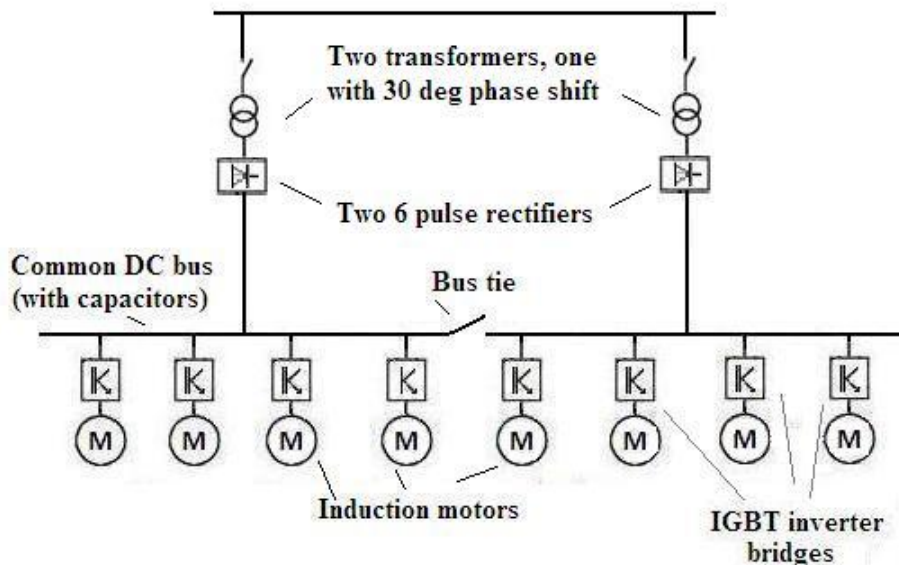 Two transformers, one
with 30 deg phase shift
Two 6 pulse rectifiers
Common DC bus
(with capacitors)
Bus tie
M M M M M M M M
Induction motors
IGBT inverter
bridges